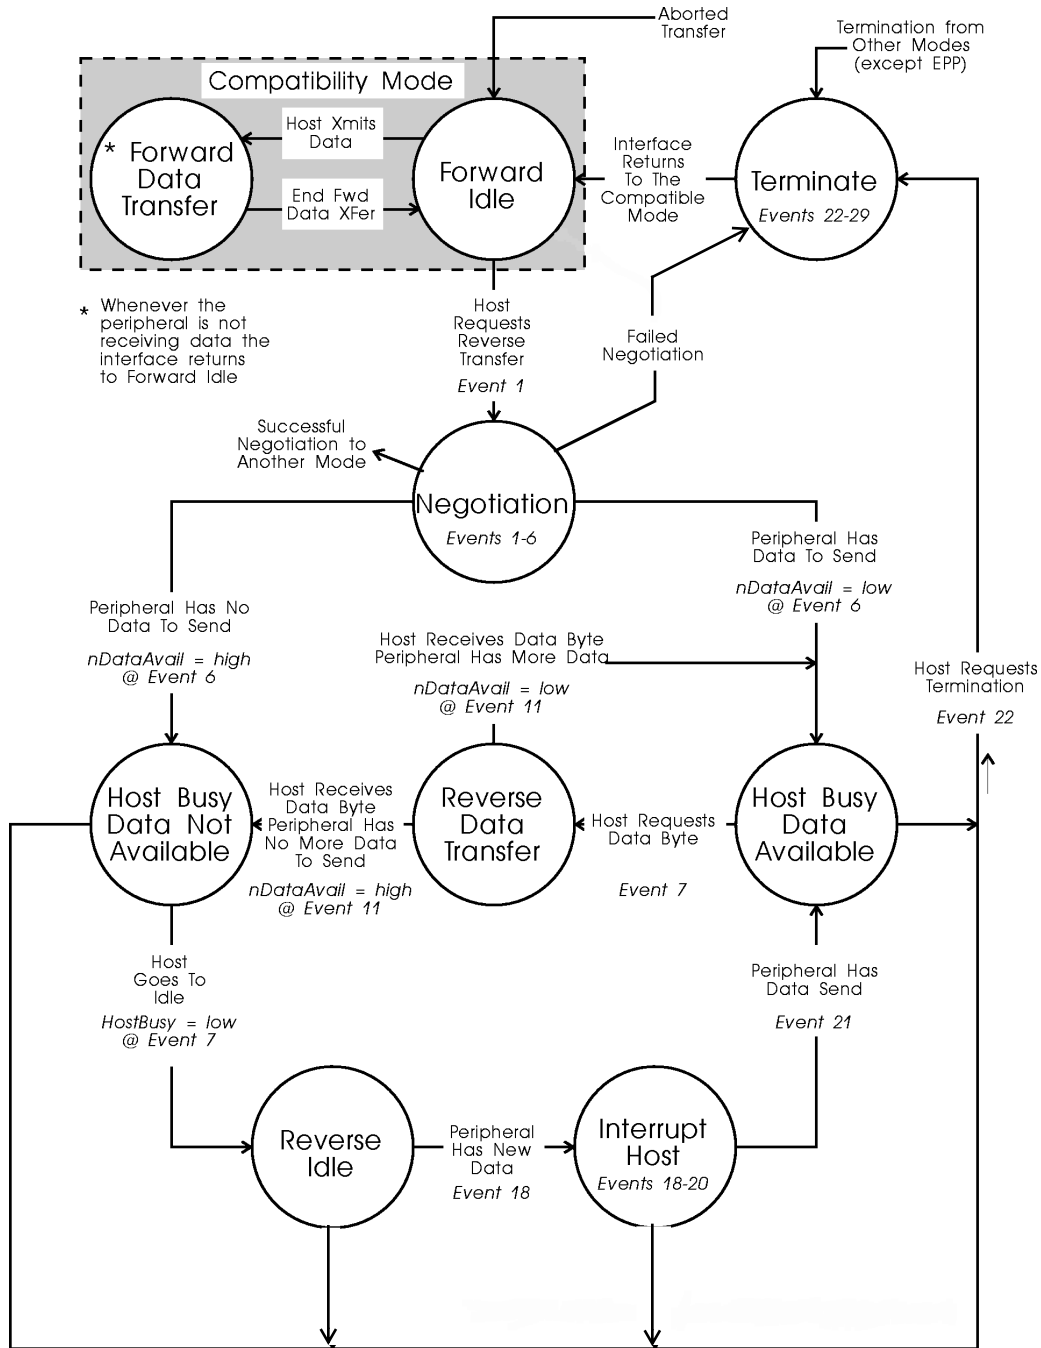 Aborted
Transfer
Termination from
Other Modes
(except EPP)
Compatibility Mode
Host Xmits
Data
* Forward
Data
Transfer
End Fwd
Data XFer
Forward
Idle
Interface
Returns
To The
Compatible
Mode
Terminate
Events 22-29
* Whenever the
peripheral is not
receiving data the
interface returns
to Forward Idle
Host
Requests
Reverse
Transfer
Event 1
Failed
Negotiation
Successful
Negotiation to
Another Mode
Negotiation
Events 1-6
Peripheral Has
Data To Send
nDataAvail = low
@ Event 6
Peripheral Has No
Data To Send
nDataAvail = high
@ Event 6
Host Receives Data Byte
Peripheral Has More Data
nDataAvail = low
@ Event 11
Host Requests
Termination
Event 22
Host Busy
Data Not
Available
Host Receives
Data Byte
Peripheral Has
No More Data
To Send
nDataAvail = high
@ Event 11
Reverse
Data
Transfer
Host Requests
Data Byte
Event 7
Host Busy
Data
Available
Host
Goes To
Idle
HostBusy = low
@ Event 7
Peripheral Has
Data Send
Event 21
Reverse
Idle
Peripheral
Has New
Data
Event 18
Interrupt
Host
Events 18-20